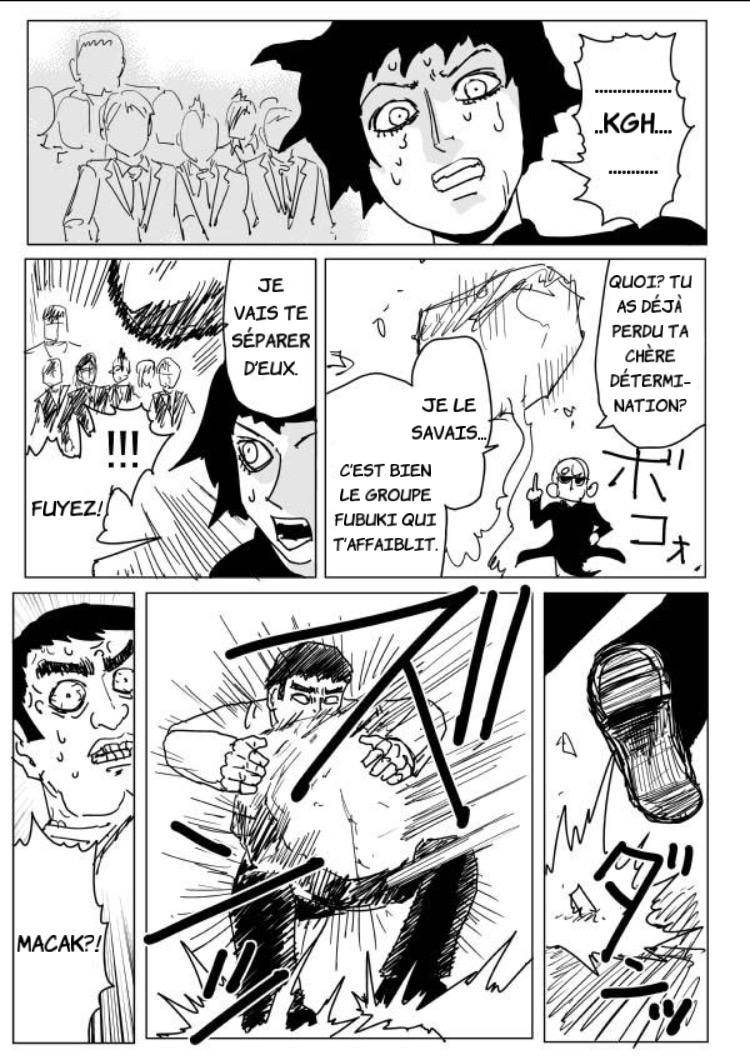 ..................
..KGH....
............
QUOI? TU
AS DÉJÀ
PERDU TA
CHÈRE
DÉTERMI-
NATION?
JE LE
SAVAIS...
C'EST BIEN
LE GROUPE
FUBUKI QUI
T'AFFAIBLIT.
ボコォ
JE
VAIS TE
SÉPARER
D'EUX.
!!!
FUYEZ!
ダンッ
MACAK?!